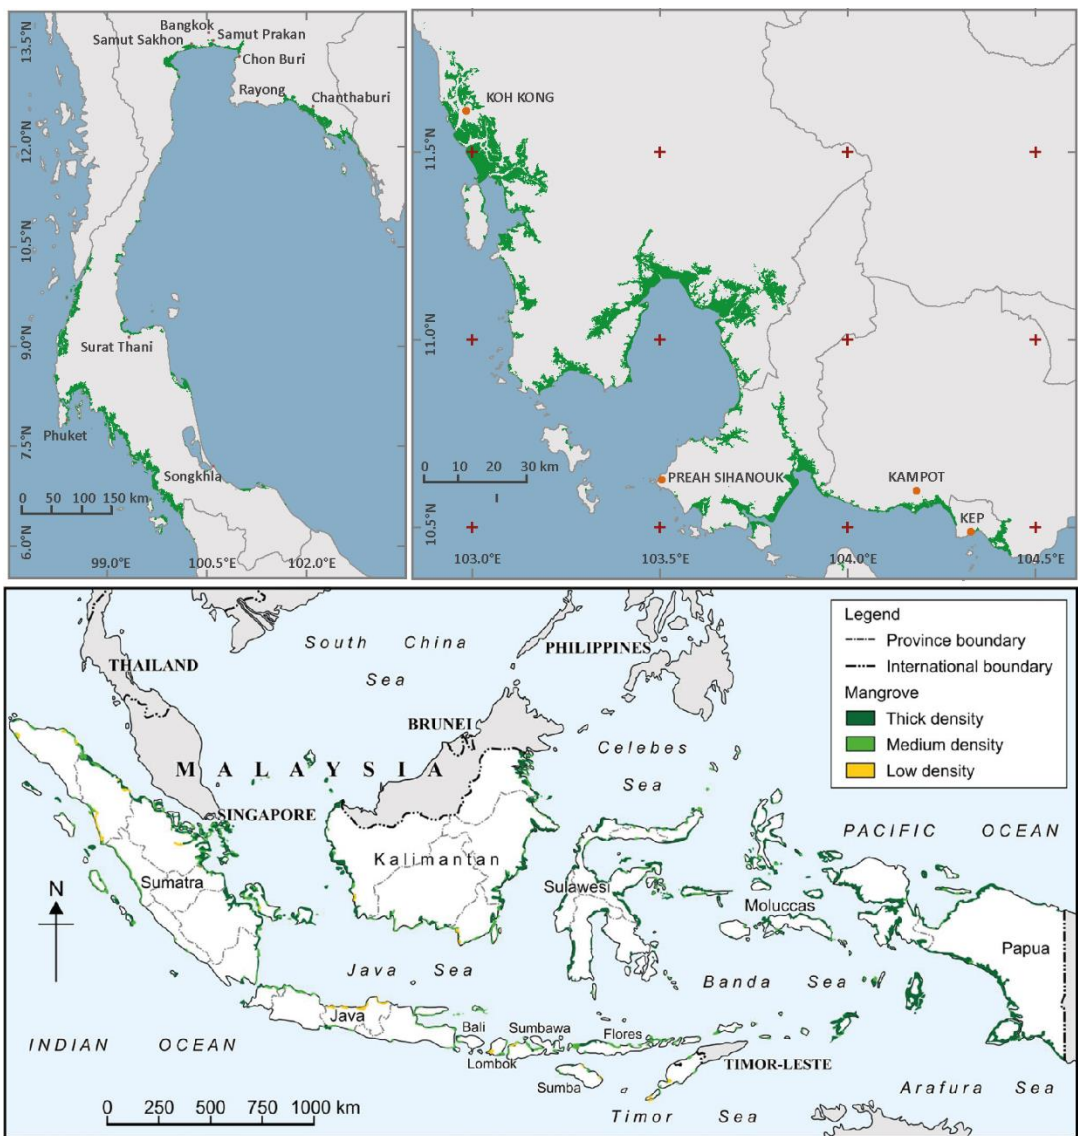 Bangkok
Samut Sakhon
Samut Prakan
Chon Buri
Rayong
Chanthaburi
Surat Thani
Phuket
Songkhla
0 50 100 150 km
13.5°N
12.0°N
10.5°N
9.0°N
7.5°N
6.0°N
99.0°E 100.5°E 102.0°E
KOH KONG
PREAH SIHANOUK
KAMPOT
KEP
0 10 20 30 km
11.5°N
11.0°N
10.5°N
103.0°E 103.5°E 104.0°E 104.5°E
Legend
Province boundary
International boundary
Mangrove
Thick density
Medium density
Low density
South China
Sea
PHILIPPINES
THAILAND
BRUNEI
Celebes
Sea
MALAYSIA
SINGAPORE
PACIFIC OCEAN
Kalimantan
Sumatra
Sulawesi
Moluccas
N
Papua
Java Sea
Banda Sea
Java
Bali
Sumbawa
Flores
INDIAN OCEAN
Lombok
Sumba
TIMOR-LESTE
Arafura Sea
0 250 500 1000 km
Timor Sea